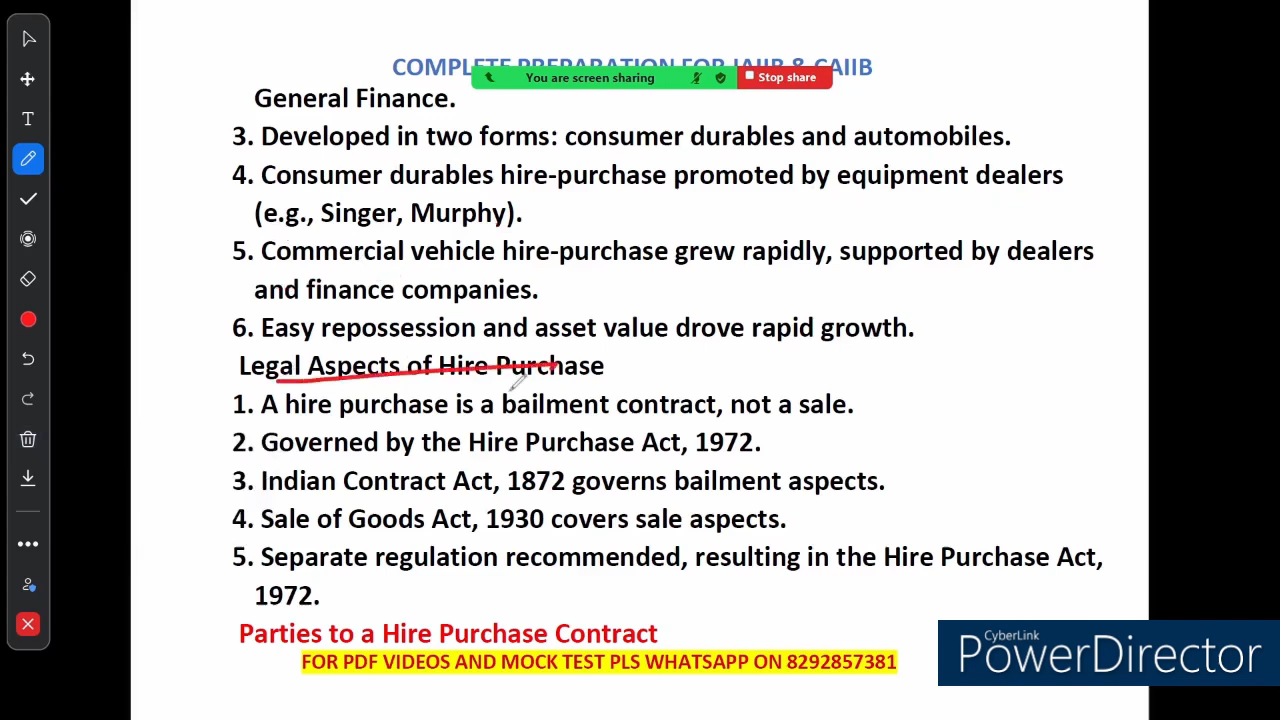 COMPLETE PREPARATION FOR JAIIB & CAIIB
You are screen sharing
Stop share
General Finance.
3. Developed in two forms: consumer durables and automobiles.
4. Consumer durables hire-purchase promoted by equipment dealers
(e.g., Singer, Murphy).
5. Commercial vehicle hire-purchase grew rapidly, supported by dealers
and finance companies.
6. Easy repossession and asset value drove rapid growth.
Legal Aspects of Hire Purchase
1. A hire purchase is a bailment contract, not a sale.
2. Governed by the Hire Purchase Act, 1972.
3. Indian Contract Act, 1872 governs bailment aspects.
4. Sale of Goods Act, 1930 covers sale aspects.
5. Separate regulation recommended, resulting in the Hire Purchase Act,
1972.
Parties to a Hire Purchase Contract
FOR PDF VIDEOS AND MOCK TEST PLS WHATSAPP ON 8292857381
CyberLink
PowerDirector
T